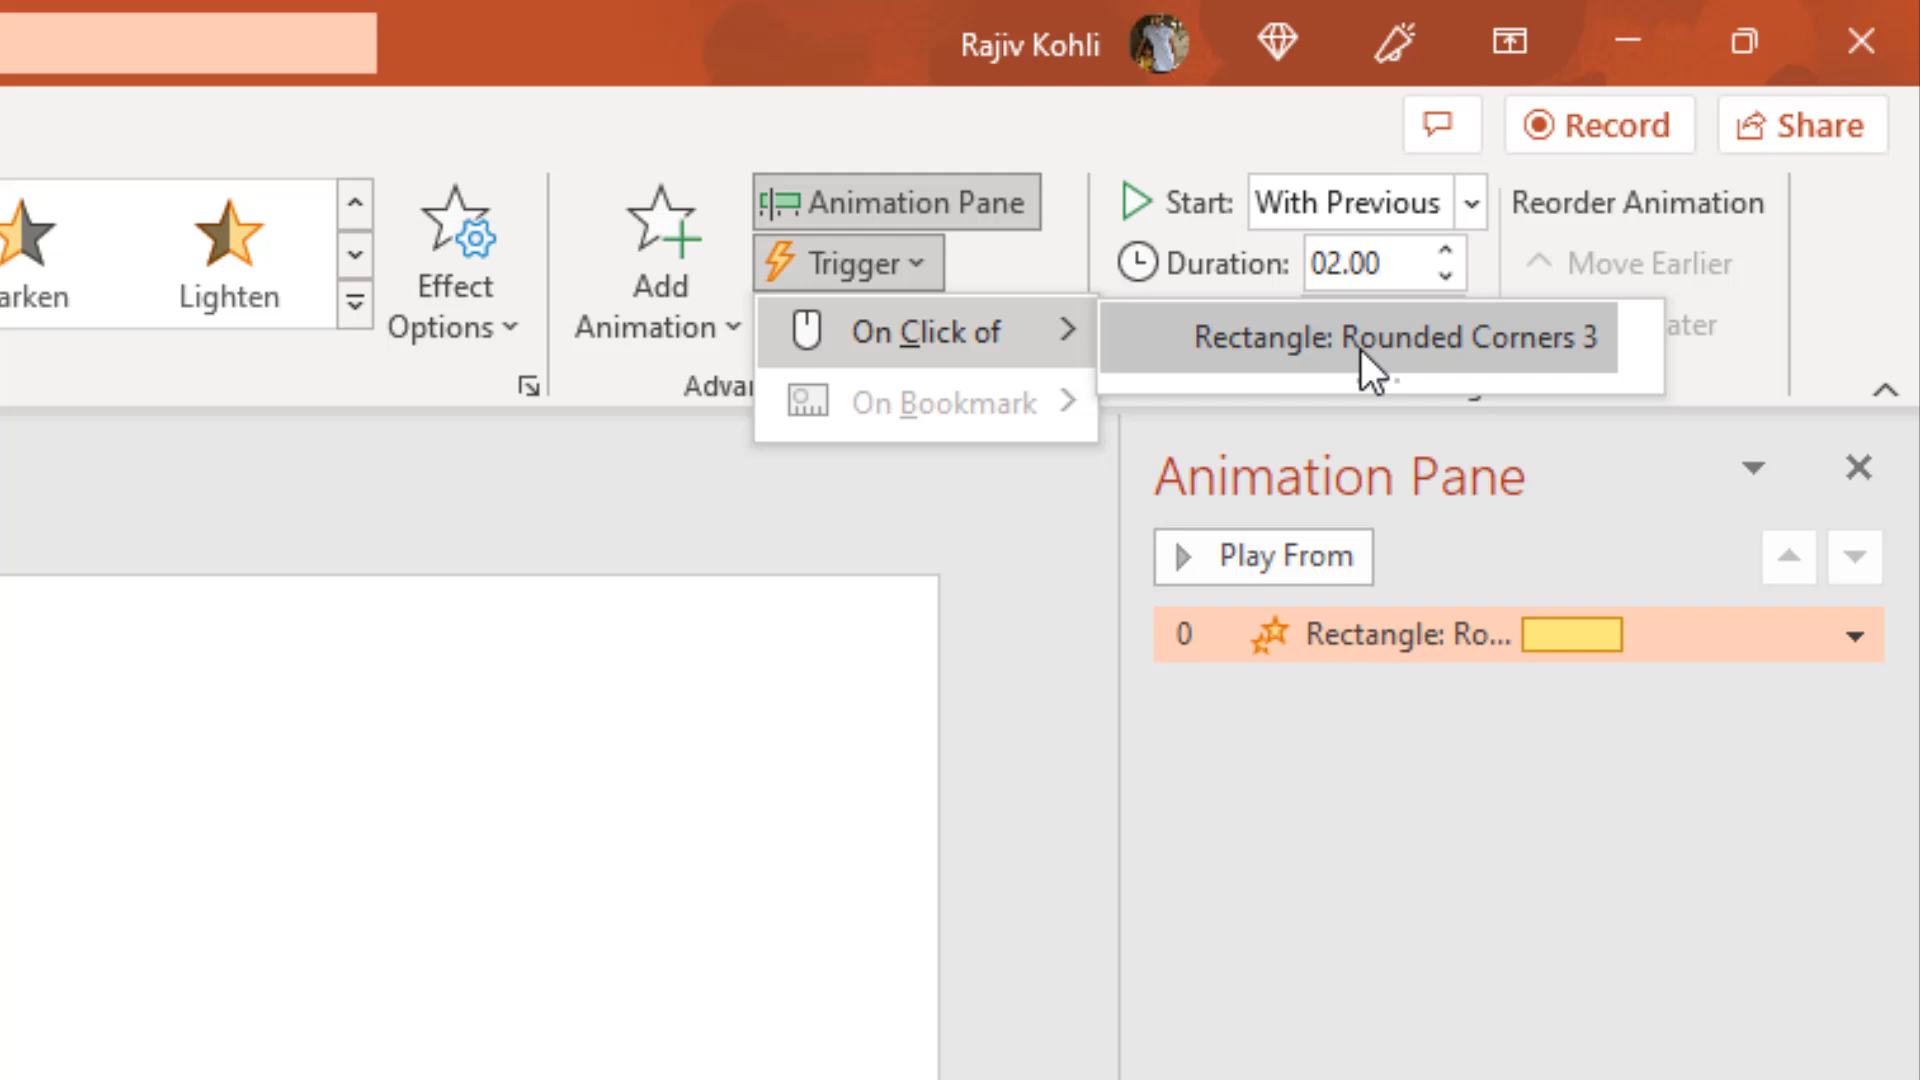 Rajiv Kohli
Record
Share
arken
Lighten
Effect
Options
Add
Animation
Animation Pane
Trigger
Start: With Previous
Duration: 02.00
Reorder Animation
Move Earlier
ater
On Click of
Rectangle: Rounded Corners 3
On Bookmark
Advan
Animation Pane
Play From
0 Rectangle: Ro...